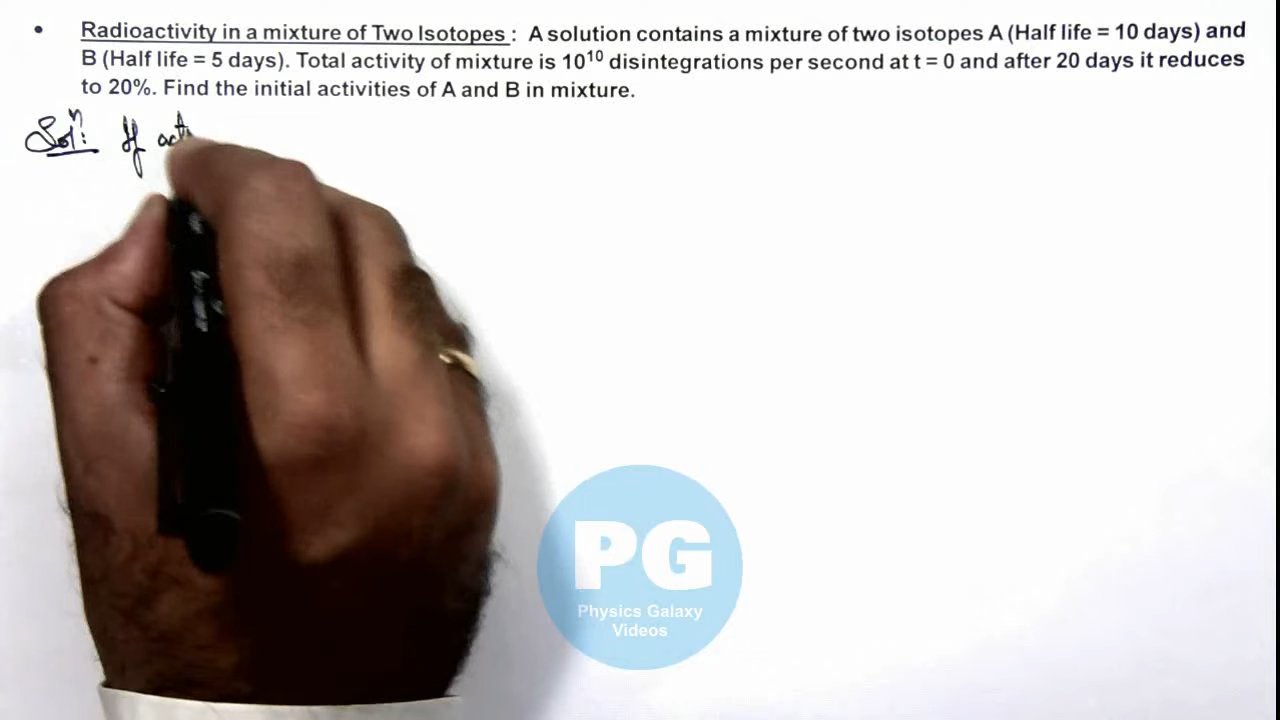 • Radioactivity in a mixture of Two Isotopes : A solution contains a mixture of two isotopes A (Half life = 10 days) and
B (Half life = 5 days). Total activity of mixture is 10¹⁰ disintegrations per second at t = 0 and after 20 days it reduces
to 20%. Find the initial activities of A and B in mixture.
Solⁿ: If act
PG
Physics Galaxy
Videos